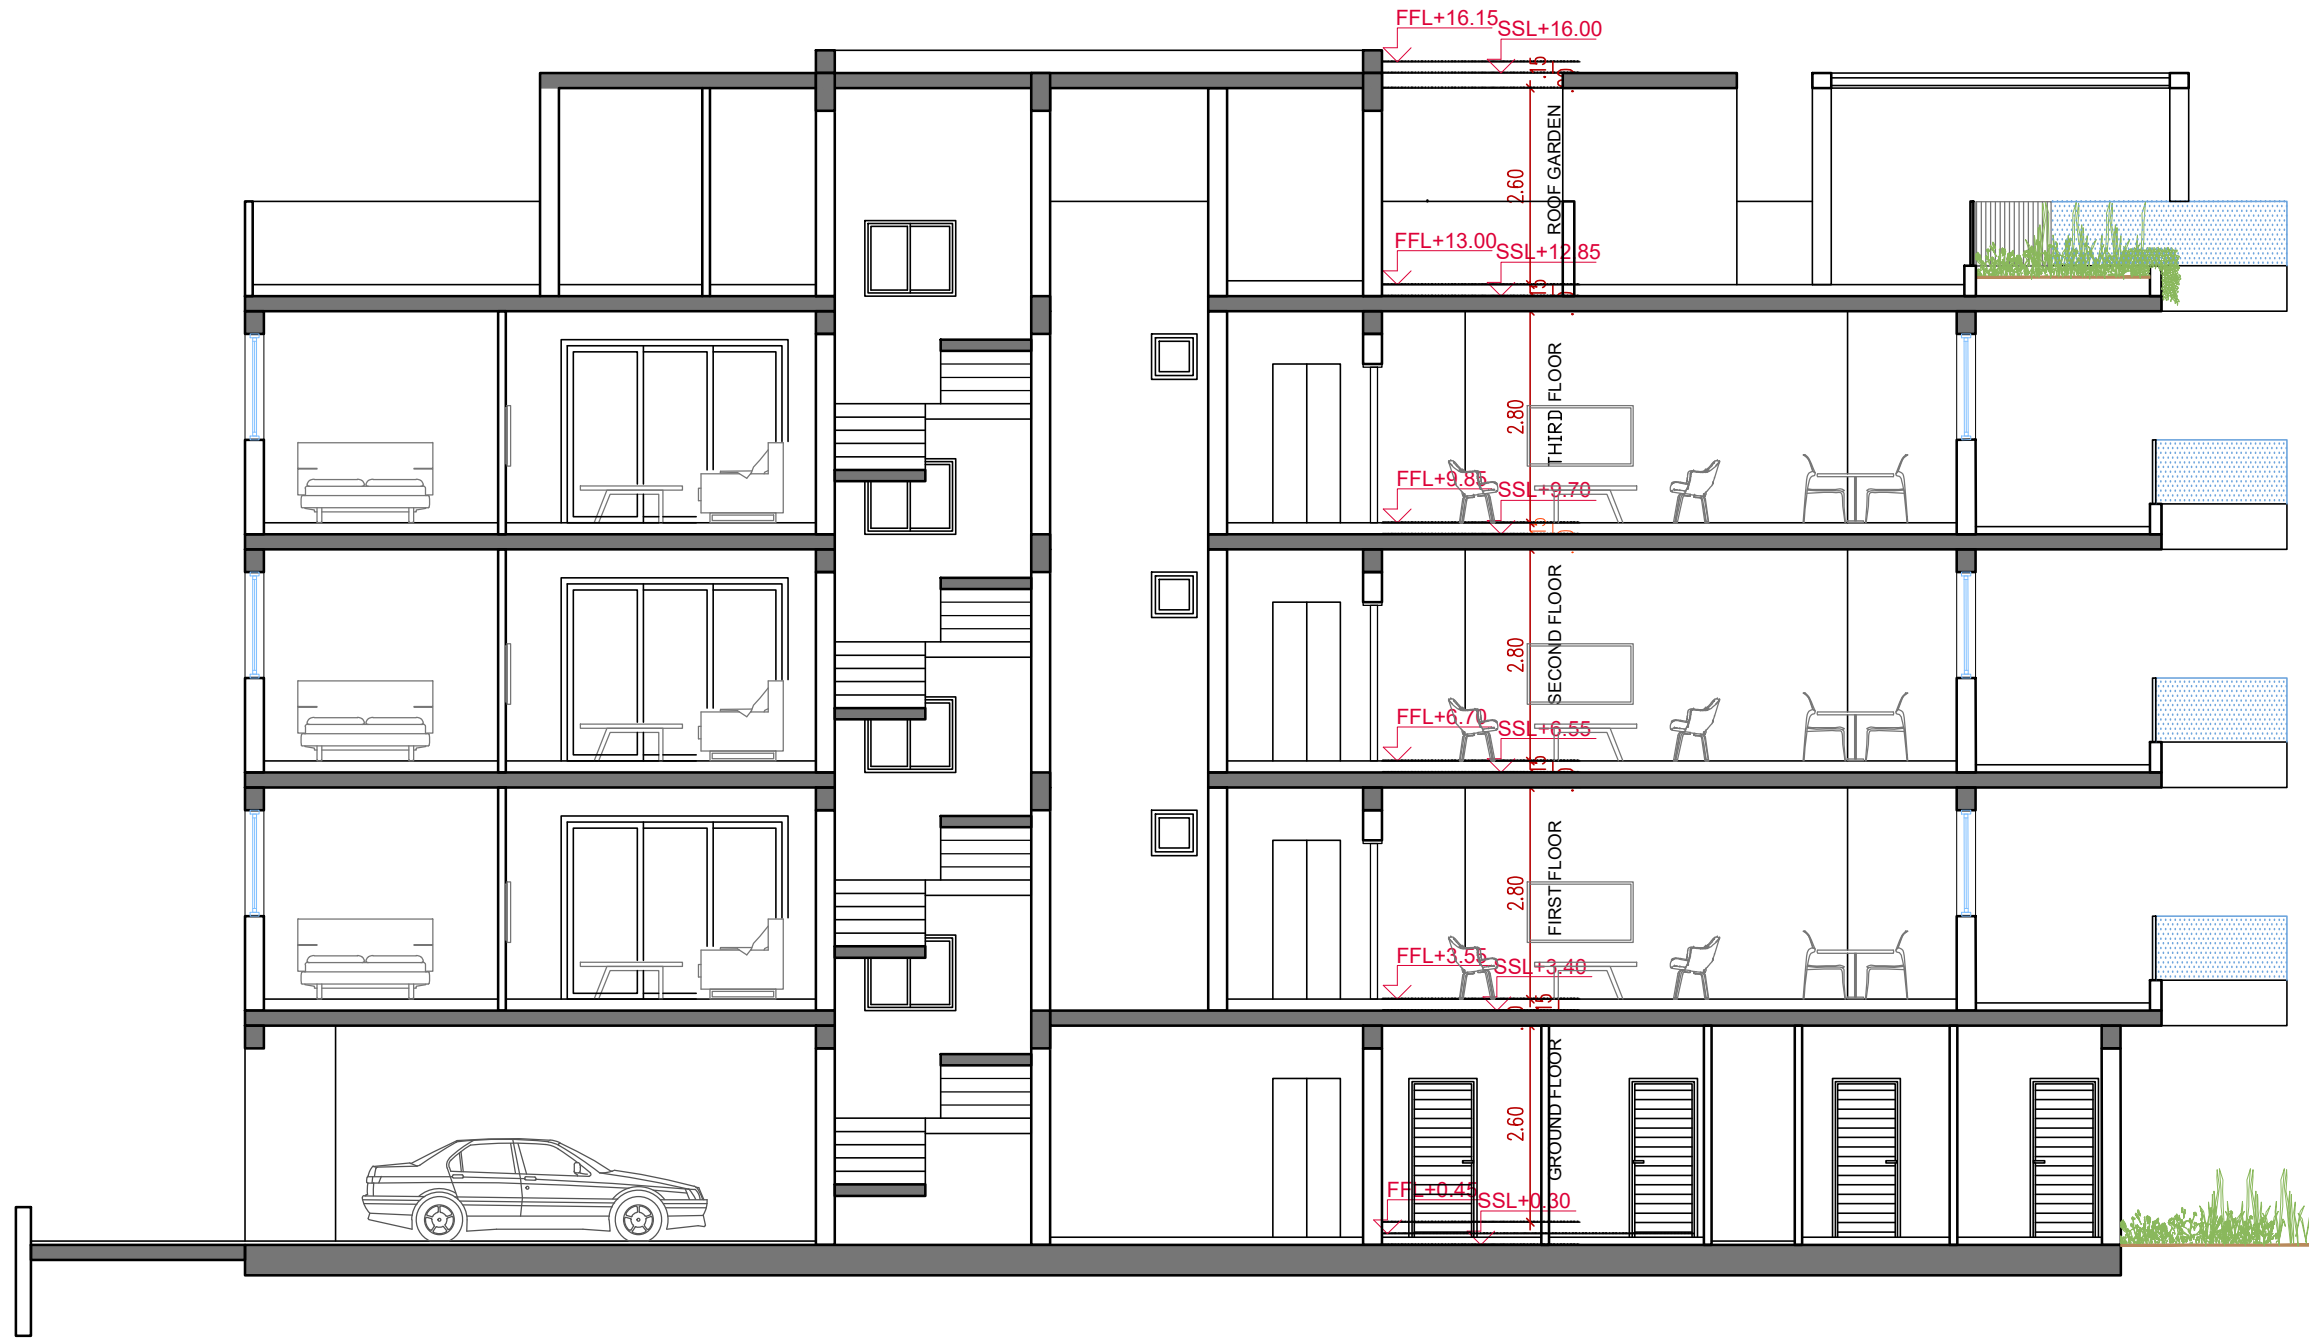 FFL+16.15
SSL+16.00
.15
2.60
ROOF GARDEN
FFL+13.00
SSL+12.85
.15
2.80
THIRD FLOOR
FFL+9.85
SSL+9.70
2.80
SECOND FLOOR
FFL+6.70
SSL+6.55
.15
2.80
FIRST FLOOR
FFL+3.55
SSL+3.40
.15
2.60
GROUND FLOOR
FFL+0.45
SSL+0.30